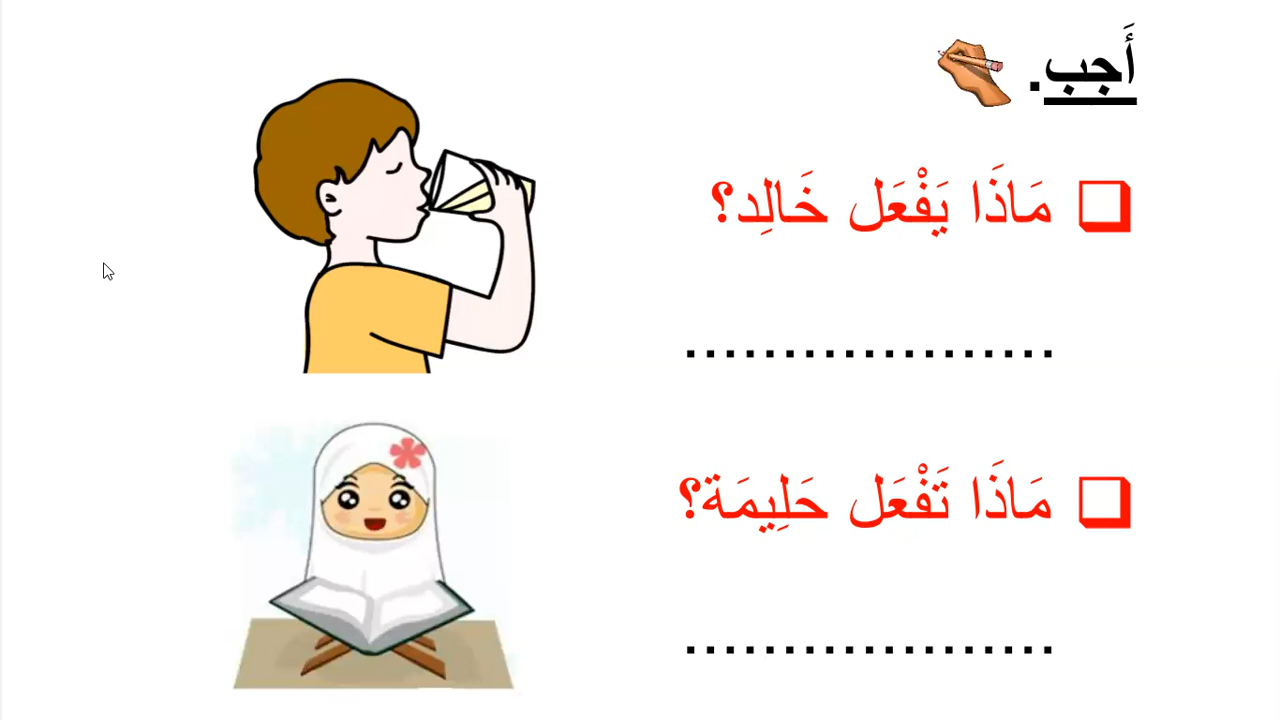 أَجب.
مَاذَا يَفْعَل خَالِد؟
...................
مَاذَا تَفْعَل حَلِيمَة؟
...................